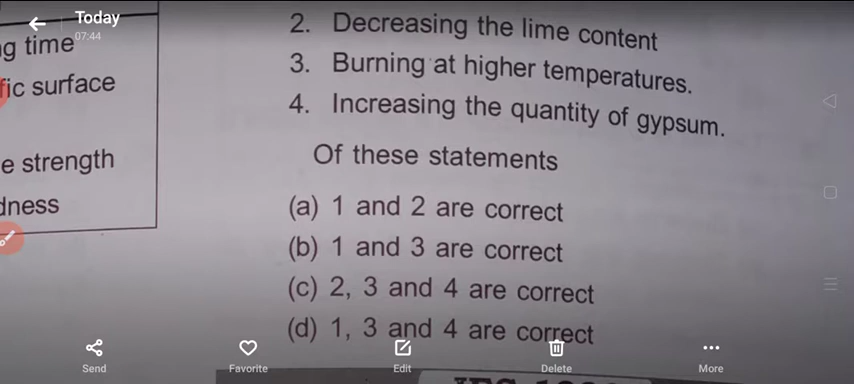 Today
07:44
g time
fic surface
e strength
dness
2. Decreasing the lime content
3. Burning at higher temperatures.
4. Increasing the quantity of gypsum.
Of these statements
(a) 1 and 2 are correct
(b) 1 and 3 are correct
(c) 2, 3 and 4 are correct
(d) 1, 3 and 4 are correct
Send
Favorite
Edit
Delete
More